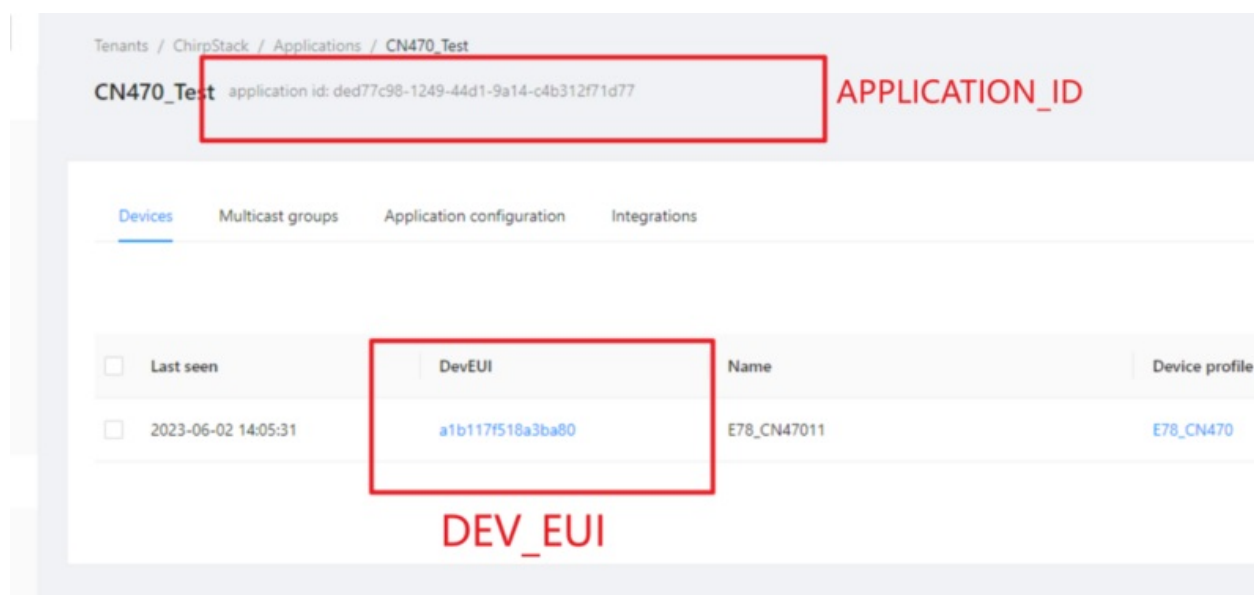 Tenants / ChirpStack / Applications / CN470_Test
CN470_Test application id: ded77c98-1249-44d1-9a14-c4b312f71d77
APPLICATION_ID
Devices Multicast groups Application configuration Integrations
Last seen DevEUI Name Device profile
2023-06-02 14:05:31 a1b117f518a3ba80 E78_CN47011 E78_CN470
DEV_EUI